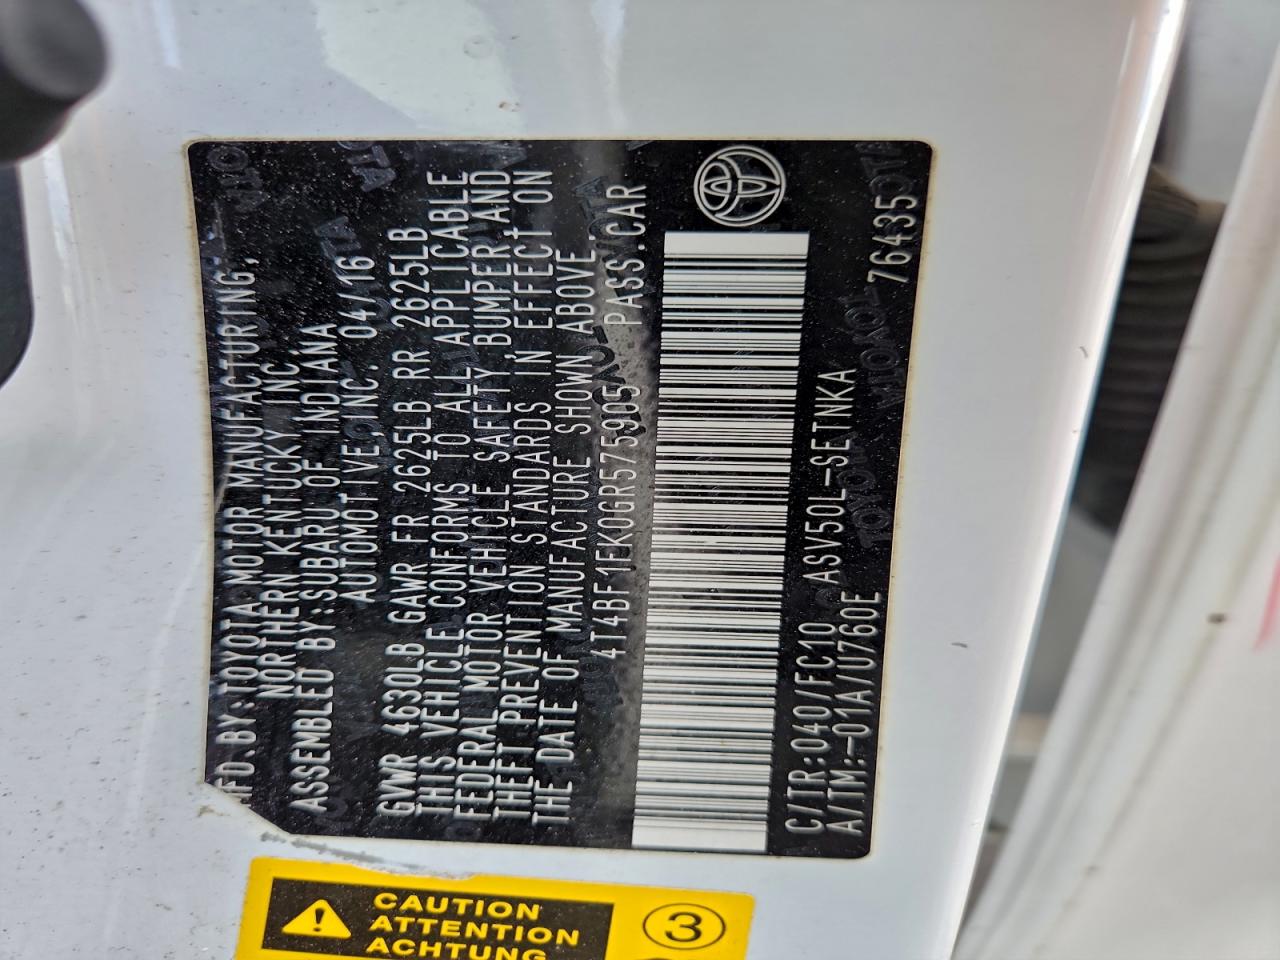 MFD.BY:TOYOTA MOTOR MANUFACTURING,
NORTHERN KENTUCKY, INC.
ASSEMBLED BY:SUBARU OF INDIANA
AUTOMOTIVE,INC. 04/16
GVWR 4630LB GAWR FR 2625LB RR 2625LB
THIS VEHICLE CONFORMS TO ALL APPLICABLE
FEDERAL MOTOR VEHICLE SAFETY,BUMPER,AND
THEFT PREVENTION STANDARDS IN EFFECT ON
THE DATE OF MANUFACTURE SHOWN ABOVE.
4T4BF1FK0GR575905 PASS.CAR
C/TR:040/FC10 ASV50L-SETNKA
A/TM:-01A/U760E 76435
CAUTION
ATTENTION
ACHTUNG
3